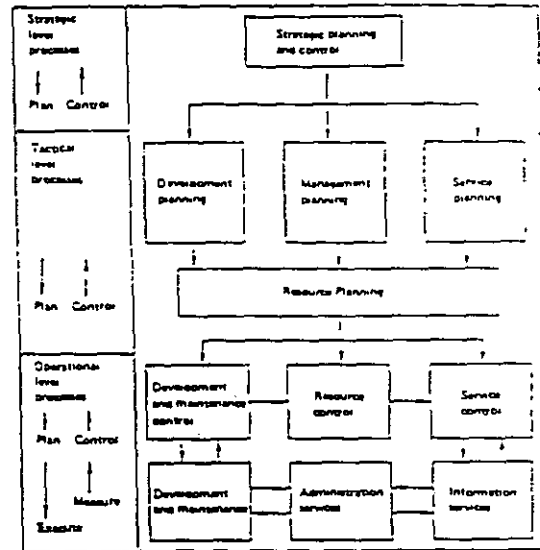 Strategic
level
processes
Plan Control
Strategic planning
and control
Tactical
level
processes
Plan Control
Development
planning
Management
planning
Service
planning
Resource Planning
Operational
level
processes
Plan Control
Measure
Execute
Development
and maintenance
control
Resource
control
Service
control
Development
and maintenance
Administration
services
Information
services